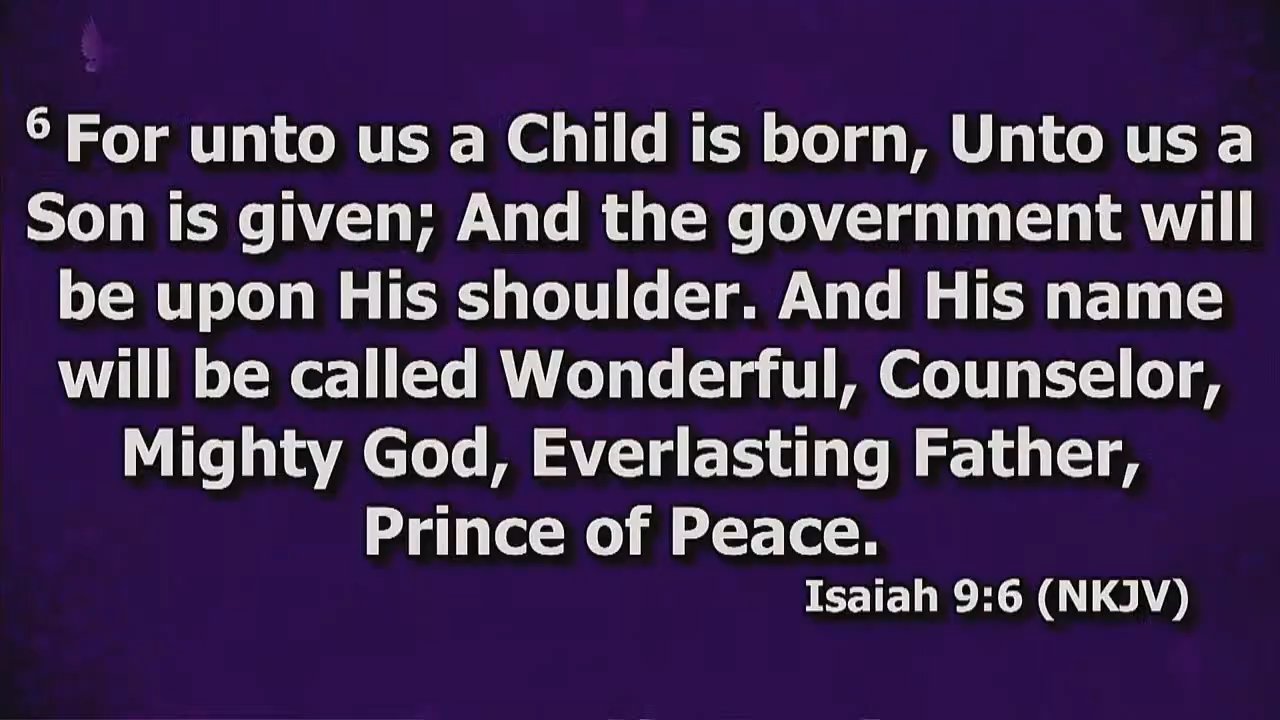 6 For unto us a Child is born, Unto us a
Son is given; And the government will
be upon His shoulder. And His name
will be called Wonderful, Counselor,
Mighty God, Everlasting Father,
Prince of Peace.
Isaiah 9:6 (NKJV)